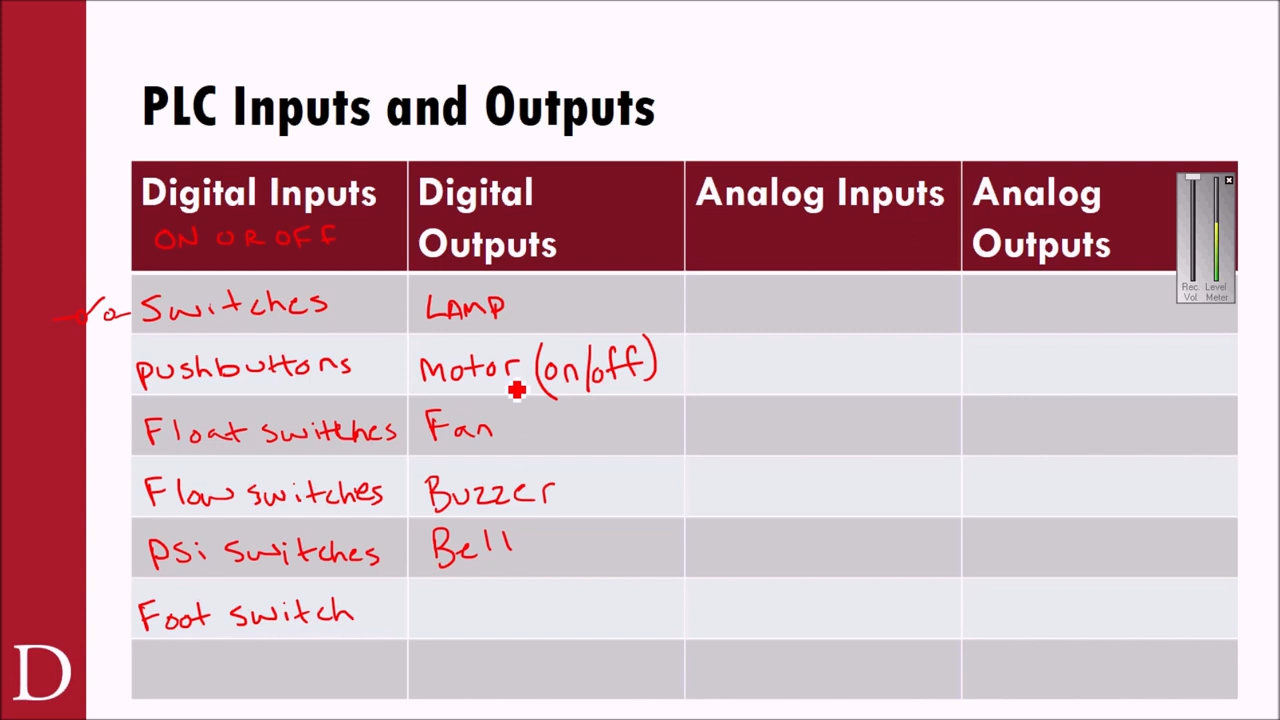 PLC Inputs and Outputs
Digital Inputs
ON OR OFF
Digital
Outputs
Analog Inputs
Analog
Outputs
Rec. Level
Vol Meter
Switches LAMP
pushbuttons motor (on/off)
Float switches Fan
Flow switches Buzzer
psi switches Bell
Foot switch
D